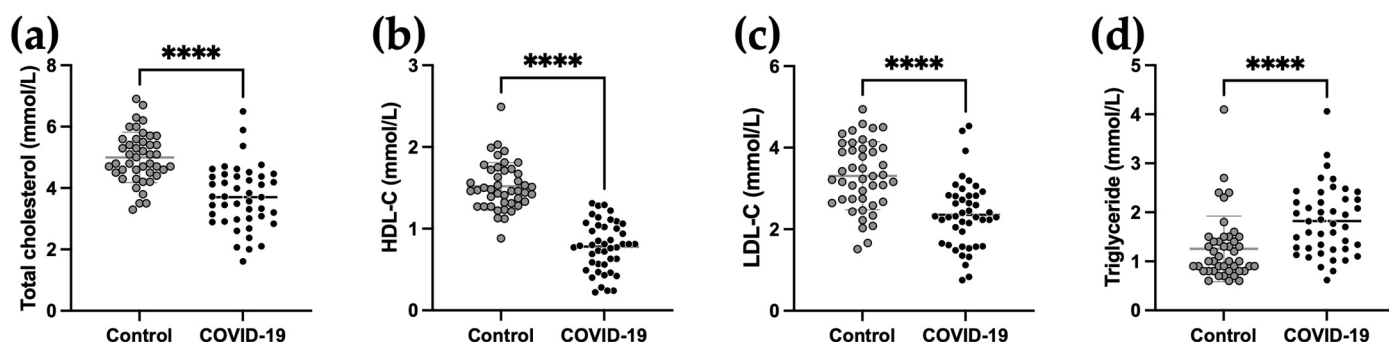 (a)
****
Total cholesterol (mmol/L)
8
6
4
2
0
Control COVID-19
(b)
****
HDL-C (mmol/L)
3
2
1
0
Control COVID-19
(c)
****
LDL-C (mmol/L)
6
4
2
0
Control COVID-19
(d)
****
Triglyceride (mmol/L)
5
4
3
2
1
0
Control COVID-19